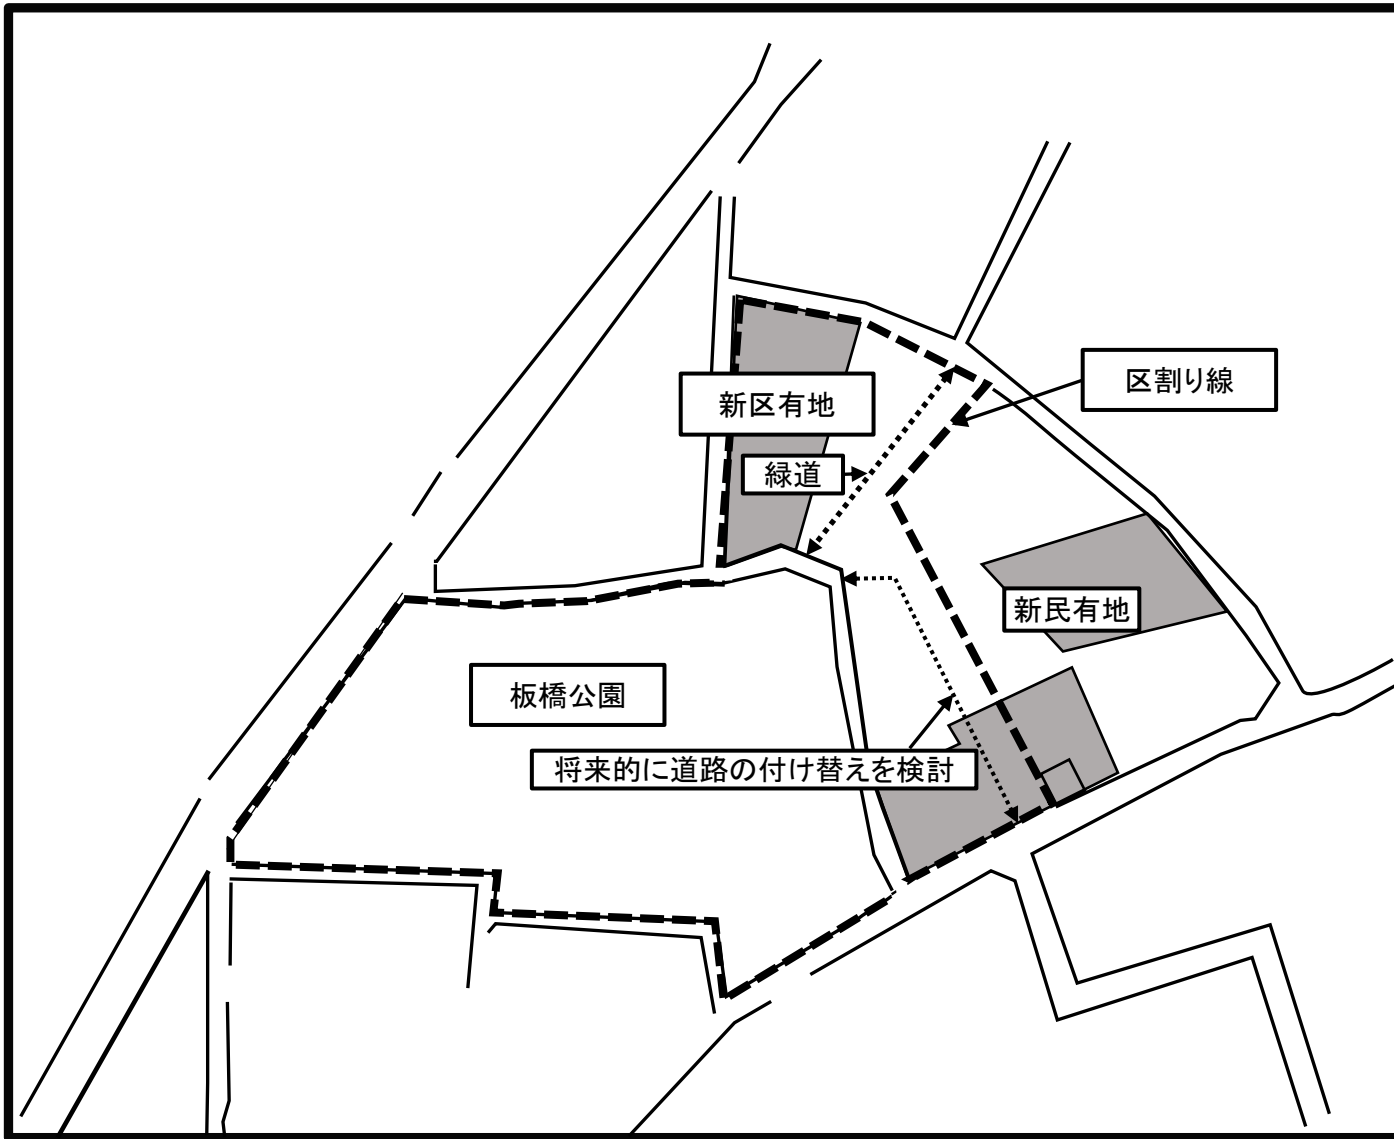 区割り線
新区有地
緑道
新民有地
板橋公園
将来的に道路の付け替えを検討